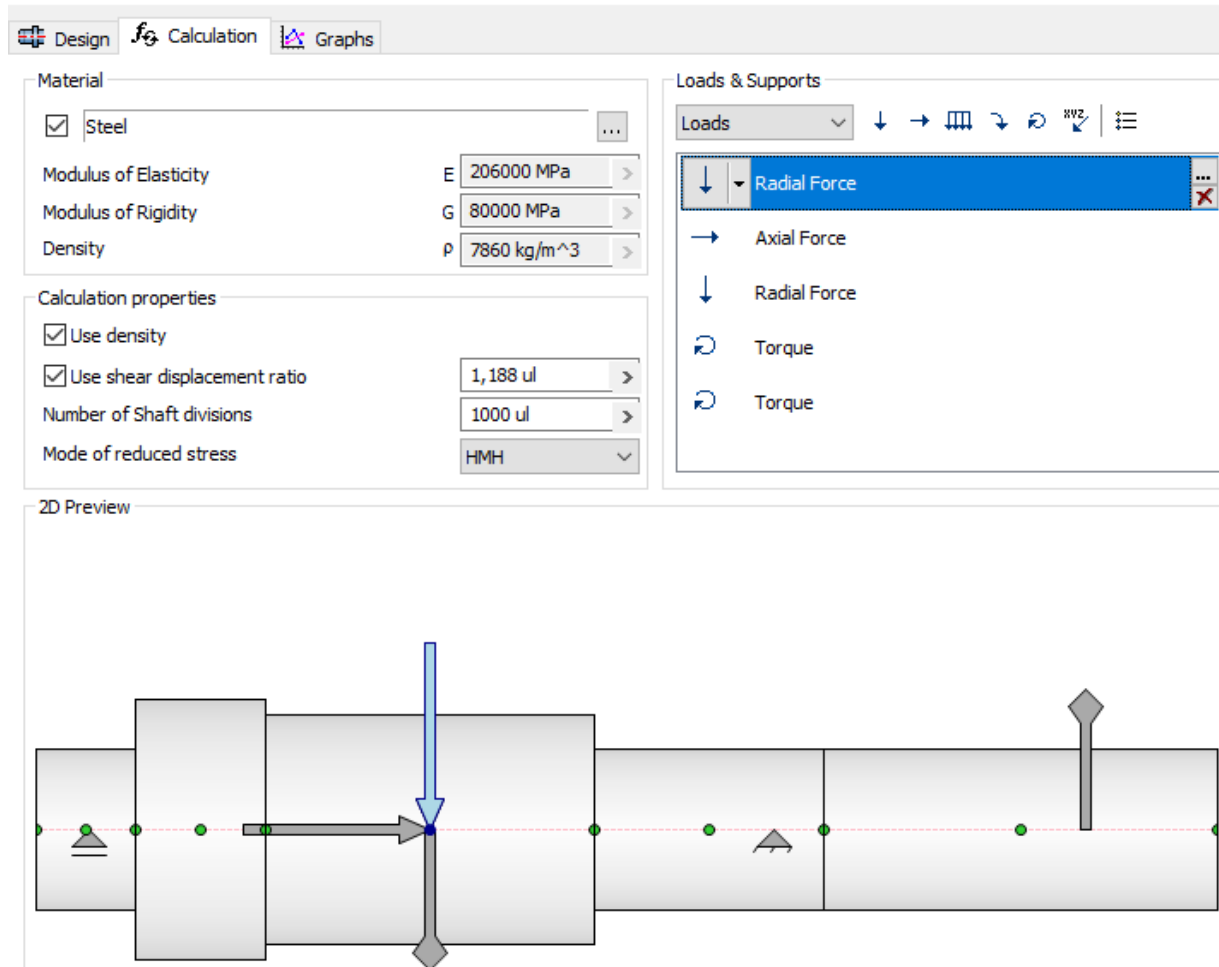 Design Calculation Graphs
Material
Steel ...
Modulus of Elasticity E 206000 MPa
Modulus of Rigidity G 80000 MPa
Density ρ 7860 kg/m^3
Calculation properties
Use density
Use shear displacement ratio 1,188 ul
Number of Shaft divisions 1000 ul
Mode of reduced stress HMH
Loads & Supports
Loads XYZ
Radial Force ...
Axial Force
Radial Force
Torque
Torque
2D Preview